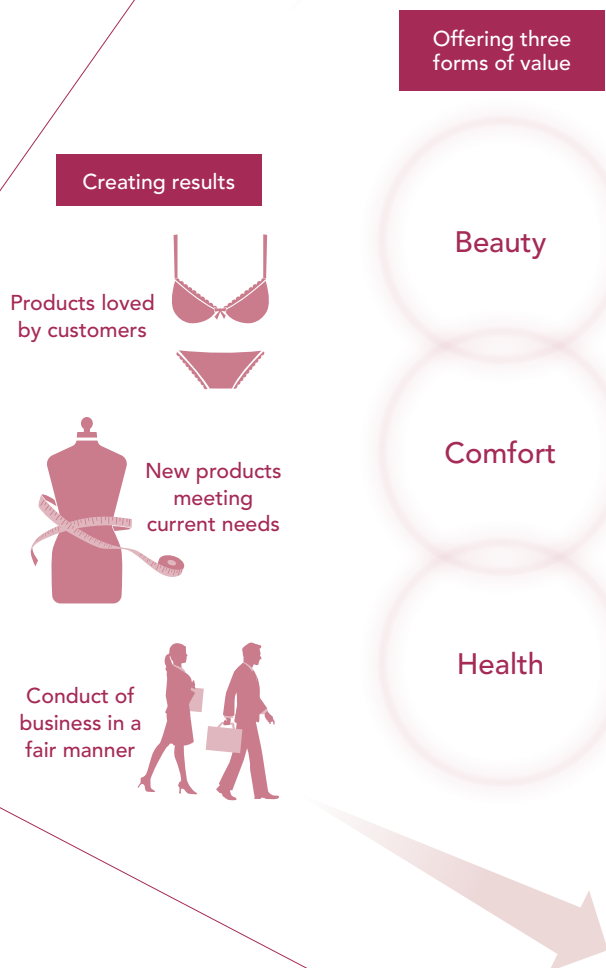 Creating results
Products loved
by customers
New products
meeting
current needs
Conduct of
business in a
fair manner
Offering three
forms of value
Beauty
Comfort
Health